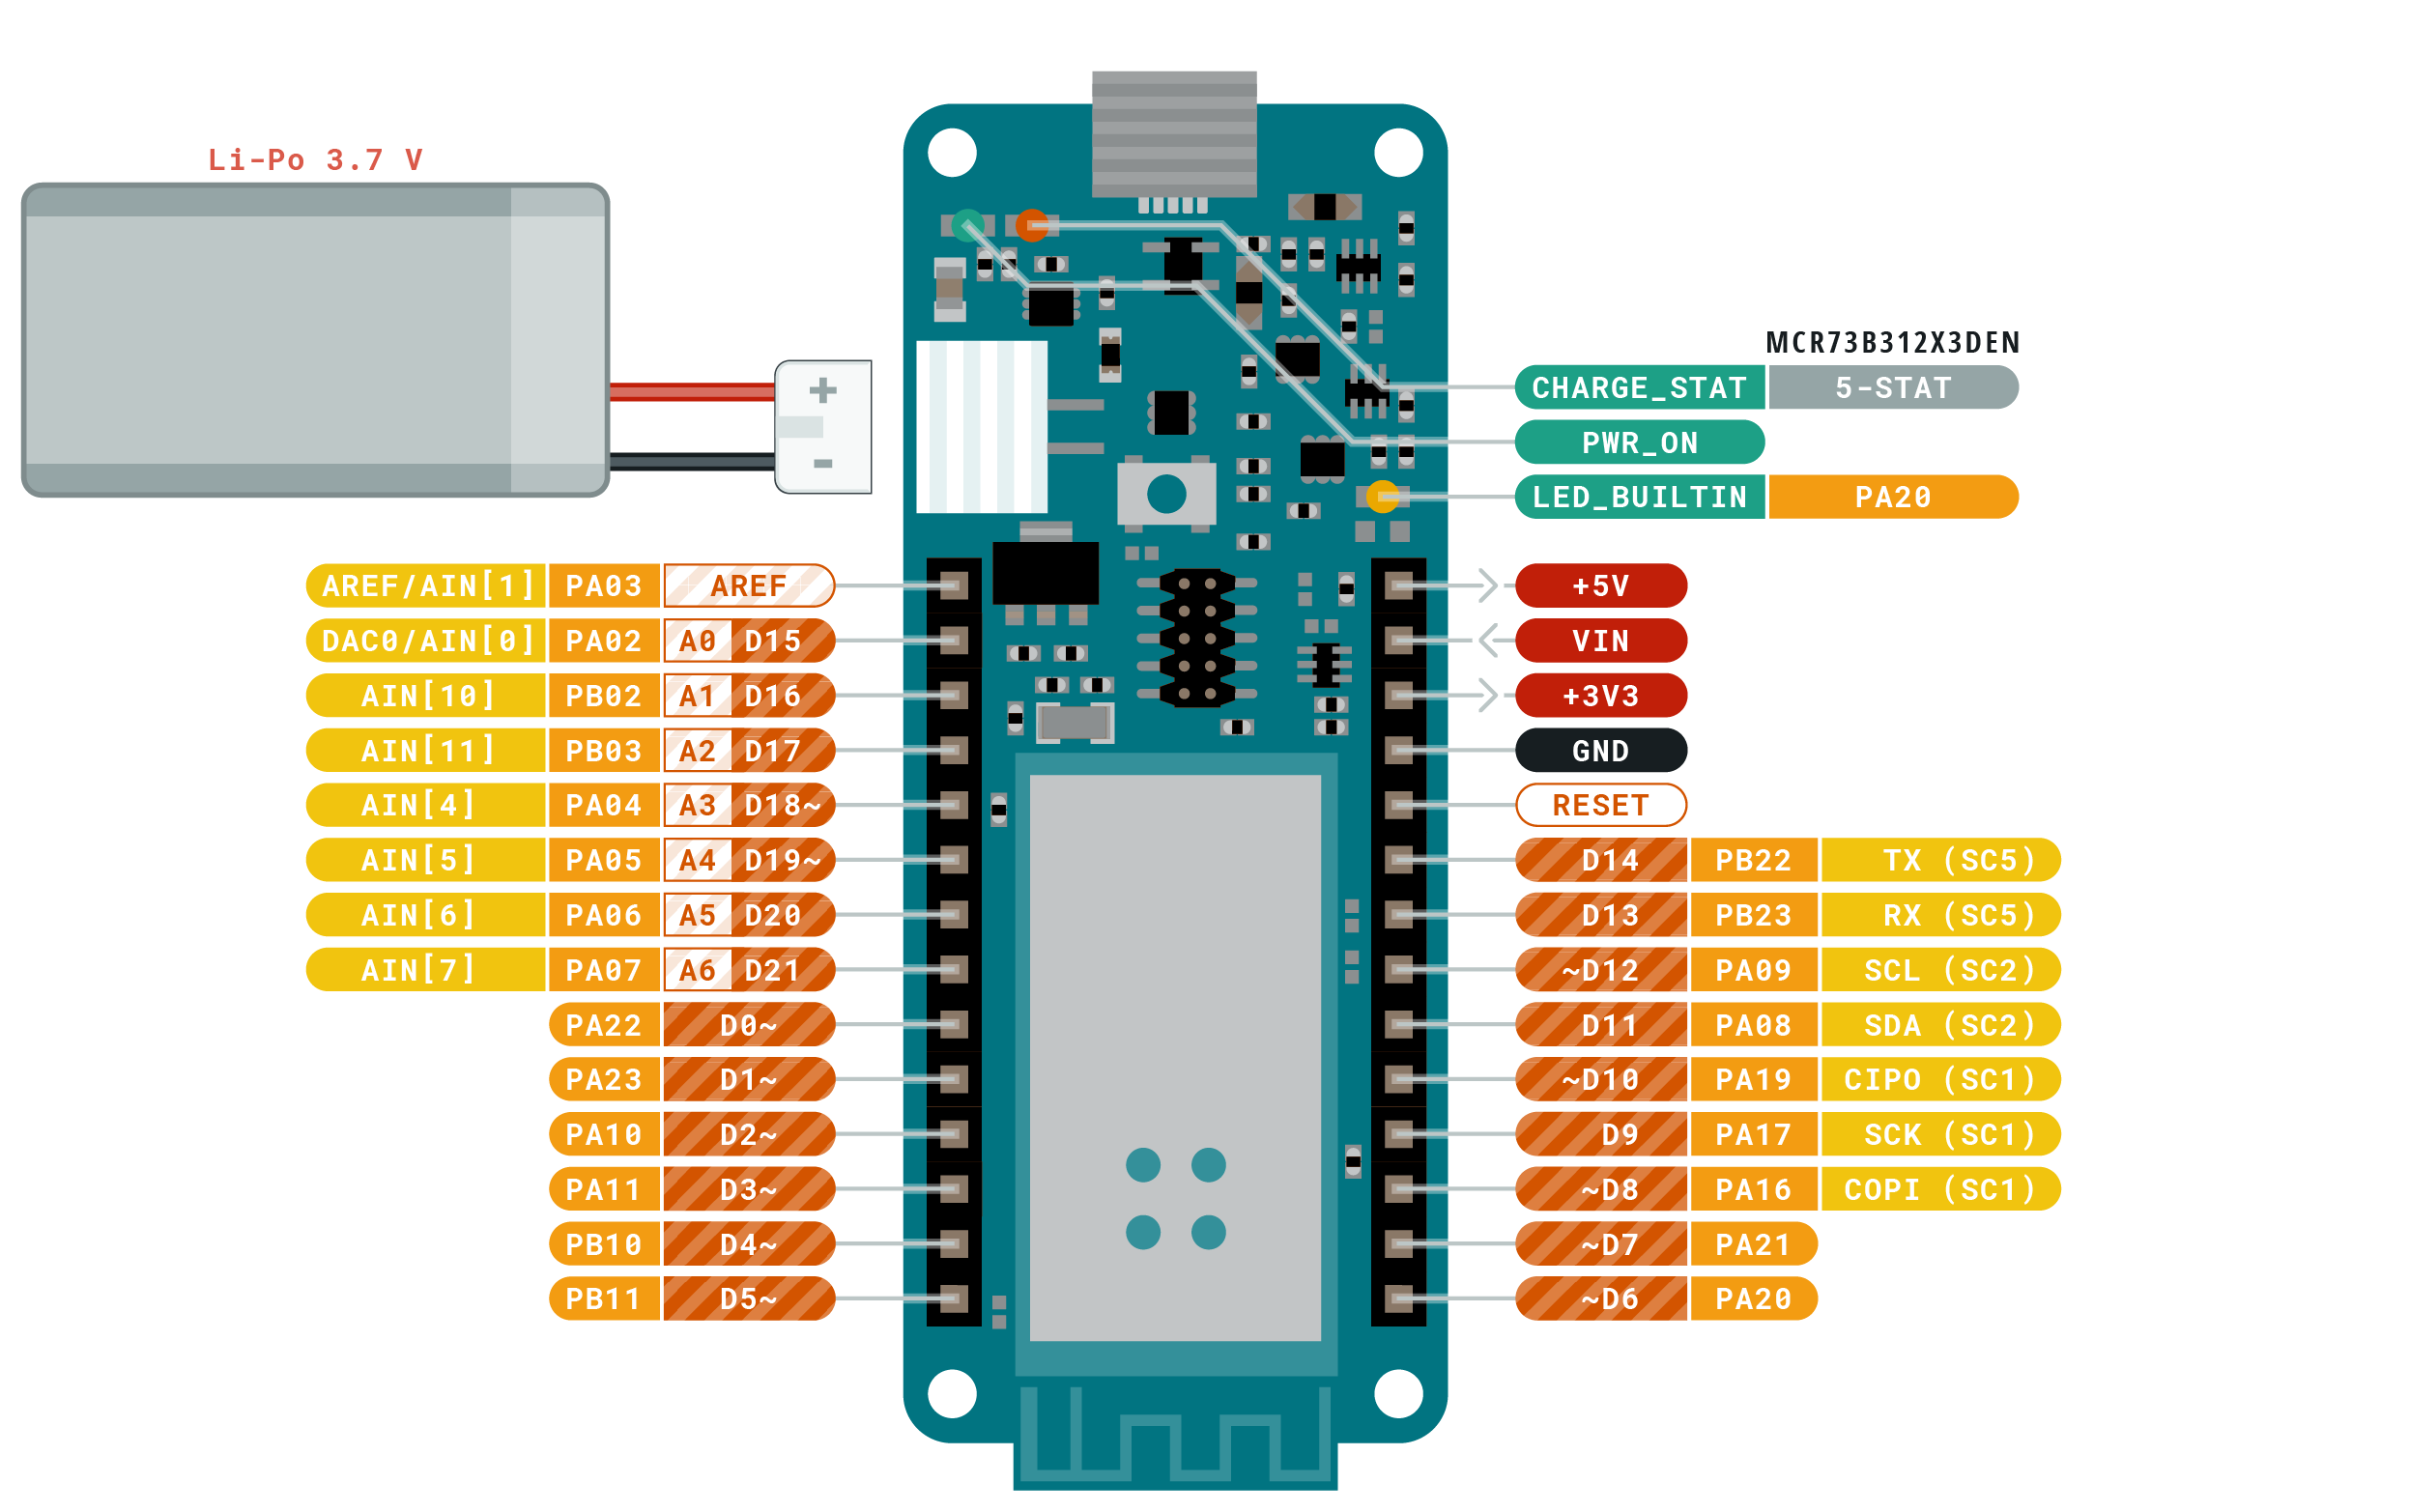 Li-Po 3.7 V
+
-
MCR73B312X3DEN
CHARGE_STAT 5-STAT
PWR_ON
LED_BUILTIN PA20
AREF/AIN[1] PA03 AREF
DAC0/AIN[0] PA02 A0 D15
AIN[10] PB02 A1 D16
AIN[11] PB03 A2 D17
AIN[4] PA04 A3 D18~
AIN[5] PA05 A4 D19~
AIN[6] PA06 A5 D20
AIN[7] PA07 A6 D21
PA22 D0~
PA23 D1~
PA10 D2~
PA11 D3~
PB10 D4~
PB11 D5~
+5V
VIN
+3V3
GND
RESET
D14 PB22 TX (SC5)
D13 PB23 RX (SC5)
~D12 PA09 SCL (SC2)
D11 PA08 SDA (SC2)
~D10 PA19 CIPO (SC1)
D9 PA17 SCK (SC1)
~D8 PA16 COPI (SC1)
~D7 PA21
~D6 PA20